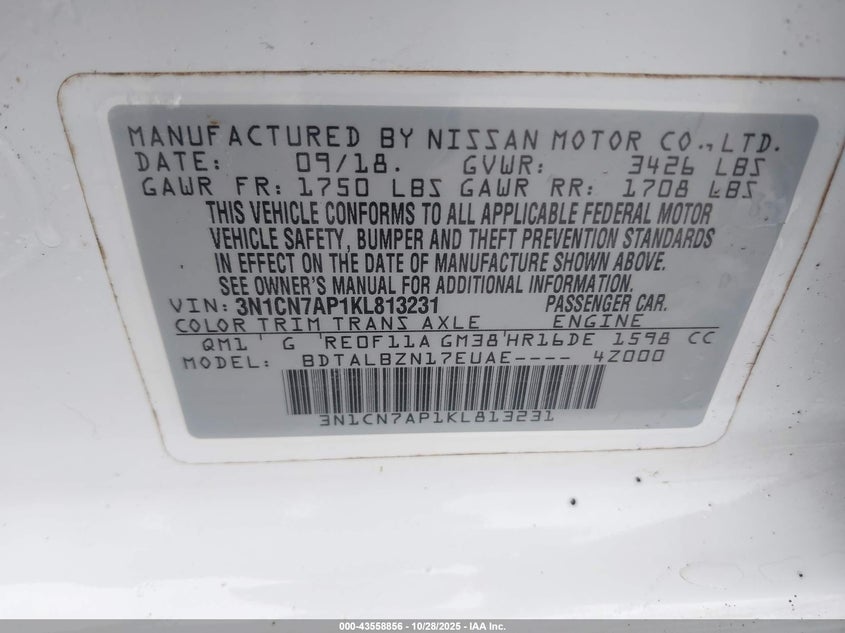 MANUFACTURED BY NISSAN MOTOR CO., LTD.
DATE: 09/18. GVWR: 3426 LBS
GAWR FR: 1750 LBS GAWR RR: 1708 LBS
THIS VEHICLE CONFORMS TO ALL APPLICABLE FEDERAL MOTOR
VEHICLE SAFETY, BUMPER AND THEFT PREVENTION STANDARDS
IN EFFECT ON THE DATE OF MANUFACTURE SHOWN ABOVE.
SEE OWNER'S MANUAL FOR ADDITIONAL INFORMATION.
VIN: 3N1CN7AP1KL813231 PASSENGER CAR.
COLOR TRIM TRANS AXLE ENGINE
QM1 ' G 'RE0F11A GM38'HR16DE 1598 CC
MODEL: BDTALBZN17EUAE---- 4Z000
3N1CN7AP1KL813231
000-43558856 - 10/28/2025 - IAA Inc.